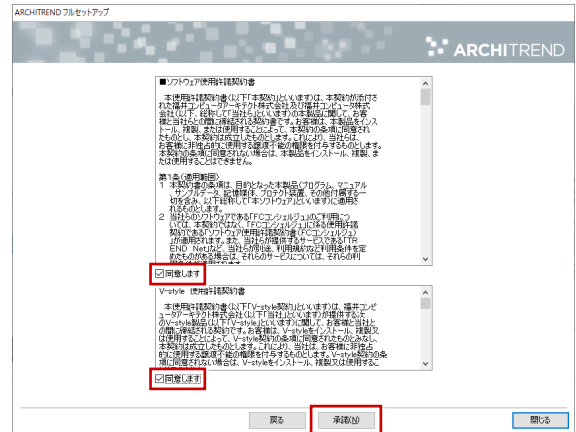 ARCHITREND フルセットアップ
ARCHITREND
■ソフトウェア使用許諾契約書
本使用許諾契約書（以下「本契約」といいます）は、本契約が添付さ
れた福井コンピュータアーキテクト株式会社及び福井コンピュータ株式
会社（以下、総称して「当社ら」といいます）の本製品に関して、お客
様と当社らとの間に締結される契約書です。お客様は、本製品をインス
トール、複製、または使用することによって、本契約の条項に同意され
たものとし、本契約は成立したものとします。これにより、当社らは、
お客様に非独占的に使用する譲渡不能の権限を付与するものとします。
本契約の条項に同意されない場合は、本製品をインストール、複製、ま
たは使用することはできません。
第1条（適用範囲）
1 本契約書の条項は、目的となった本製品（プログラム、マニュアル
、サンプルデータ、記憶媒体、プロテクト装置、その他付属する一
切を含み、以下総称して「本ソフトウェア」といいます）に適用さ
れるものとします。
2 当社らのソフトウェアである「FCコンシェルジュ」のご利用につ
いては、本契約ではなく、「FCコンシェルジュ」に係る使用許諾
契約である「ソフトウェア使用許諾契約書（FCコンシェルジュ）
」が適用されます。また、当社らが提供するサービスである「TR
END Net」など、当社らが別途、利用規約など利用条件を定
めたものがある場合は、それらのサービスについては、それらの利
同意します
V-style 使用許諾契約書
本使用許諾契約書（以下「V-style契約」といいます）は、福井コンピ
ュータアーキテクト株式会社（以下「当社」といいます）が提供する次
のV-style製品（以下「V-style」といいます）に関して、お客様と当社と
の間に締結される契約です。お客様は、V-styleをインストール、複製又
は使用することによって、V-style契約の条項に同意されたものとみなし、
本契約は成立したものとします。これにより、当社は、お客様に非独占
的に使用する譲渡不能の権限を付与するものとします。V-style契約の条
項に同意されない場合は、V-styleをインストール、複製又は使用するこ
同意します
戻る
承諾(N)
閉じる